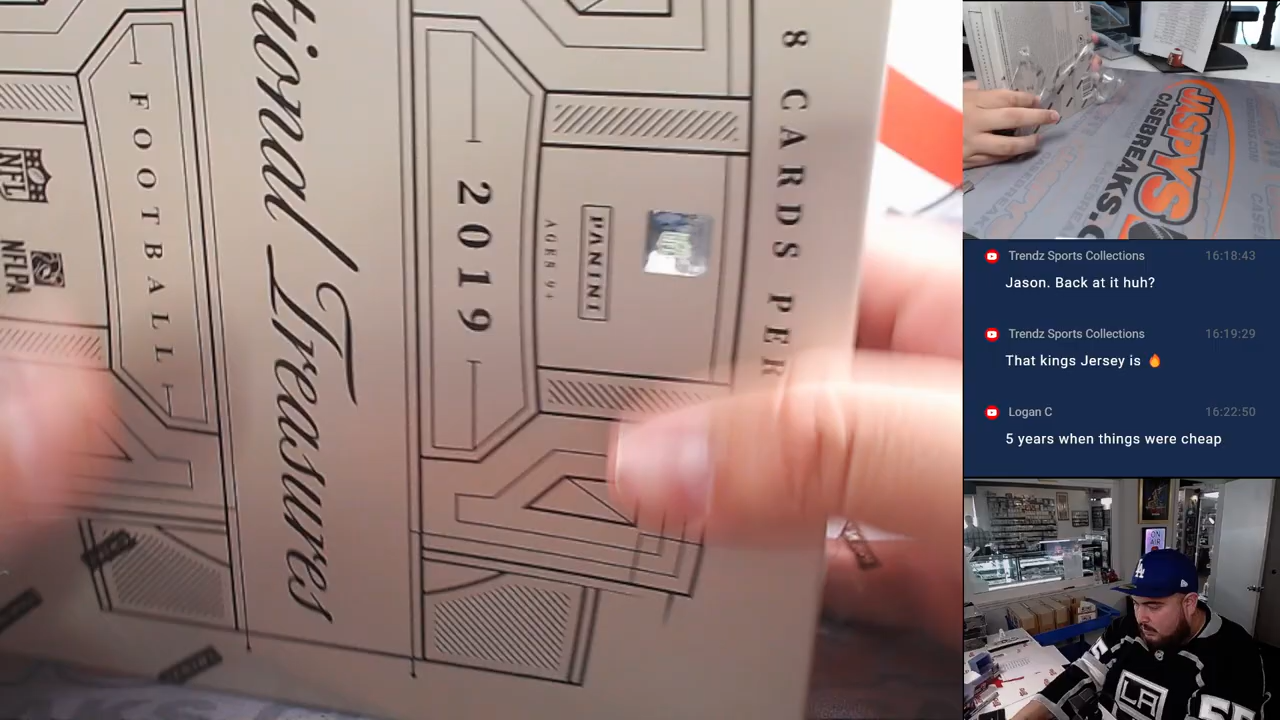 8 CARDS PER
PANINI
AGES 9+
2019
tional Treasures
FOOTBALL
NFL
NFLPA
JASPYS
CASEBREAKS.C
Trendz Sports Collections 16:18:43
Jason. Back at it huh?
Trendz Sports Collections 16:19:29
That kings Jersey is 🔥
Logan C 16:22:50
5 years when things were cheap
ON
AIR
LA